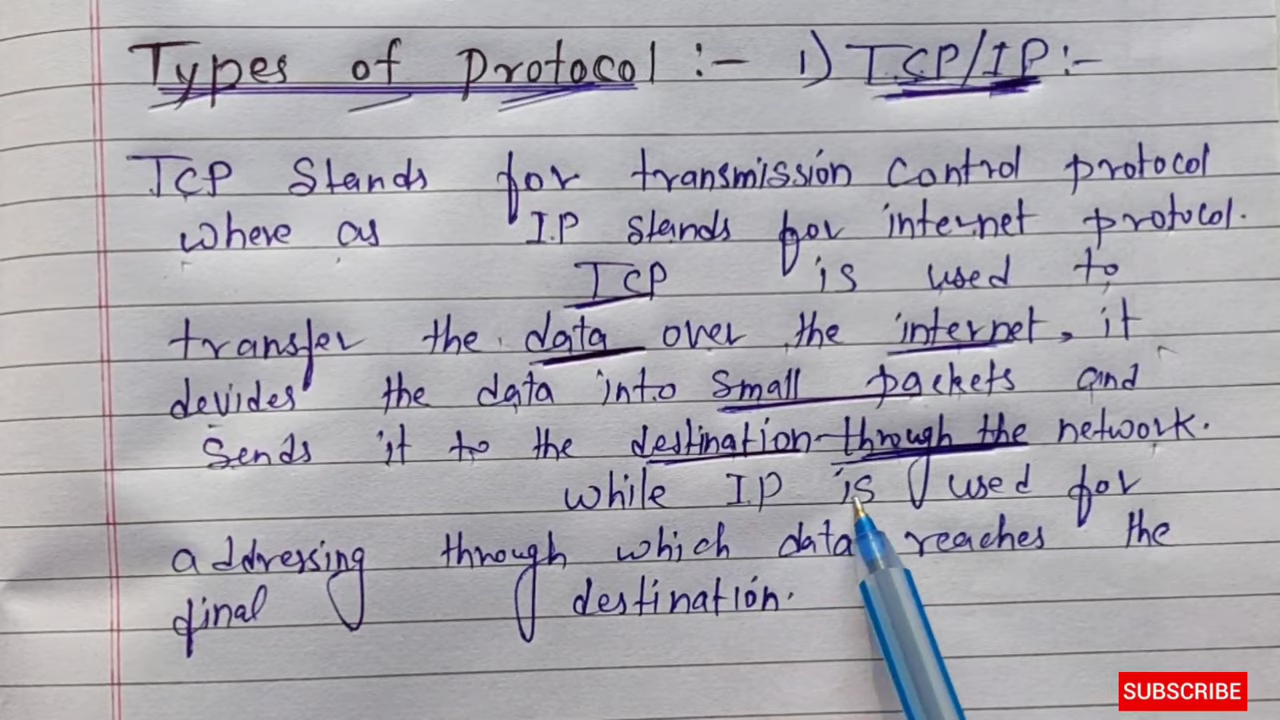 Types of Protocol :- 1) TCP/IP :-
TCP Stands for transmission Control protocol
where as I.P stands for internet protocol.
TCP is used to
transfer the data over the internet, it
devides the data into Small packets and
Sends it to the destination through the network.
while I.P is used for
addressing through which data reaches the
final destination.
SUBSCRIBE